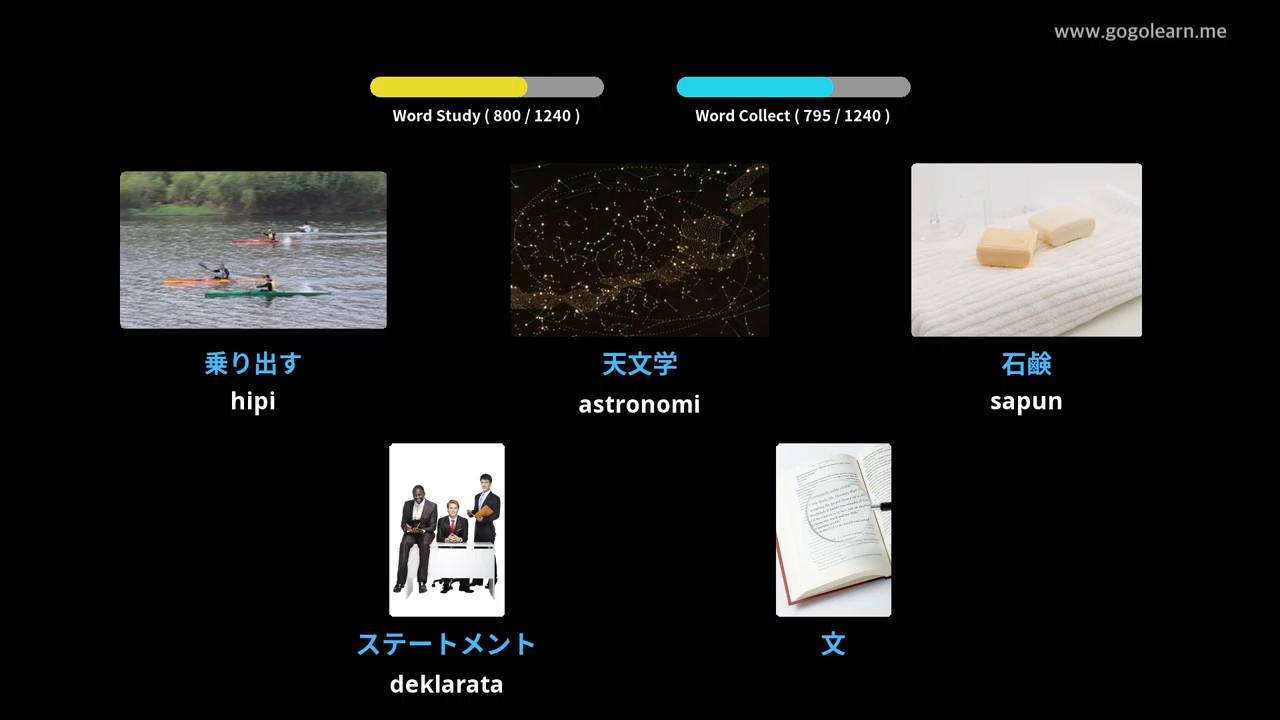 www.gogolearn.me
Word Study ( 800 / 1240 )
Word Collect ( 795 / 1240 )
乗り出す
hipi
天文学
astronomi
石鹸
sapun
ステートメント
deklarata
文